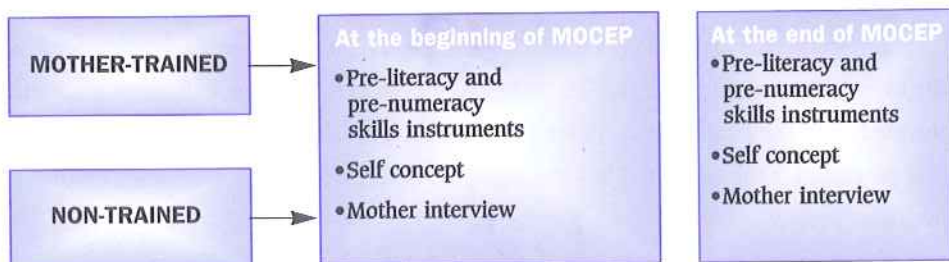 MOTHER-TRAINED
NON-TRAINED
At the beginning of MOCEP
•Pre-literacy and
pre-numeracy
skills instruments
•Self concept
•Mother interview
At the end of MOCEP
•Pre-literacy and
pre-numeracy
skills instruments
•Self concept
•Mother interview